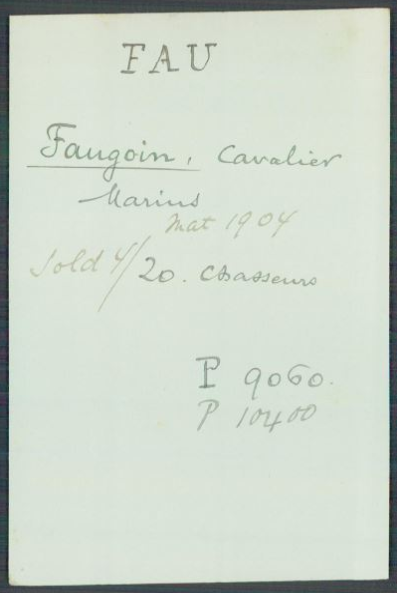 FAU
Faugoin, Cavalier
Marius
Mat 1904
Sold 4/20. Chasseurs
P 9060.
P 10400